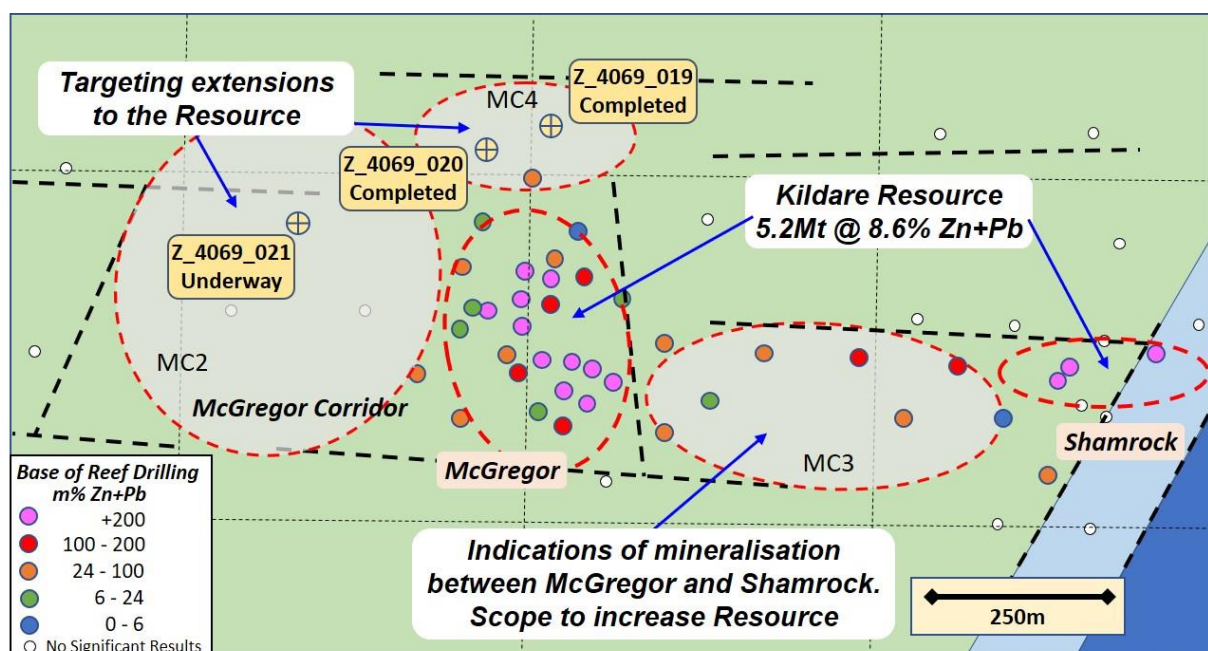 Targeting extensions
to the Resource
MC4
Z_4069_019
Completed
Z_4069_020
Completed
Z_4069_021
Underway
Kildare Resource
5.2Mt @ 8.6% Zn+Pb
MC2
McGregor Corridor
McGregor
MC3
Shamrock
Indications of mineralisation
between McGregor and Shamrock.
Scope to increase Resource
Base of Reef Drilling
m% Zn+Pb
+200
100 - 200
24 - 100
6 - 24
0 - 6
No Significant Results
250m